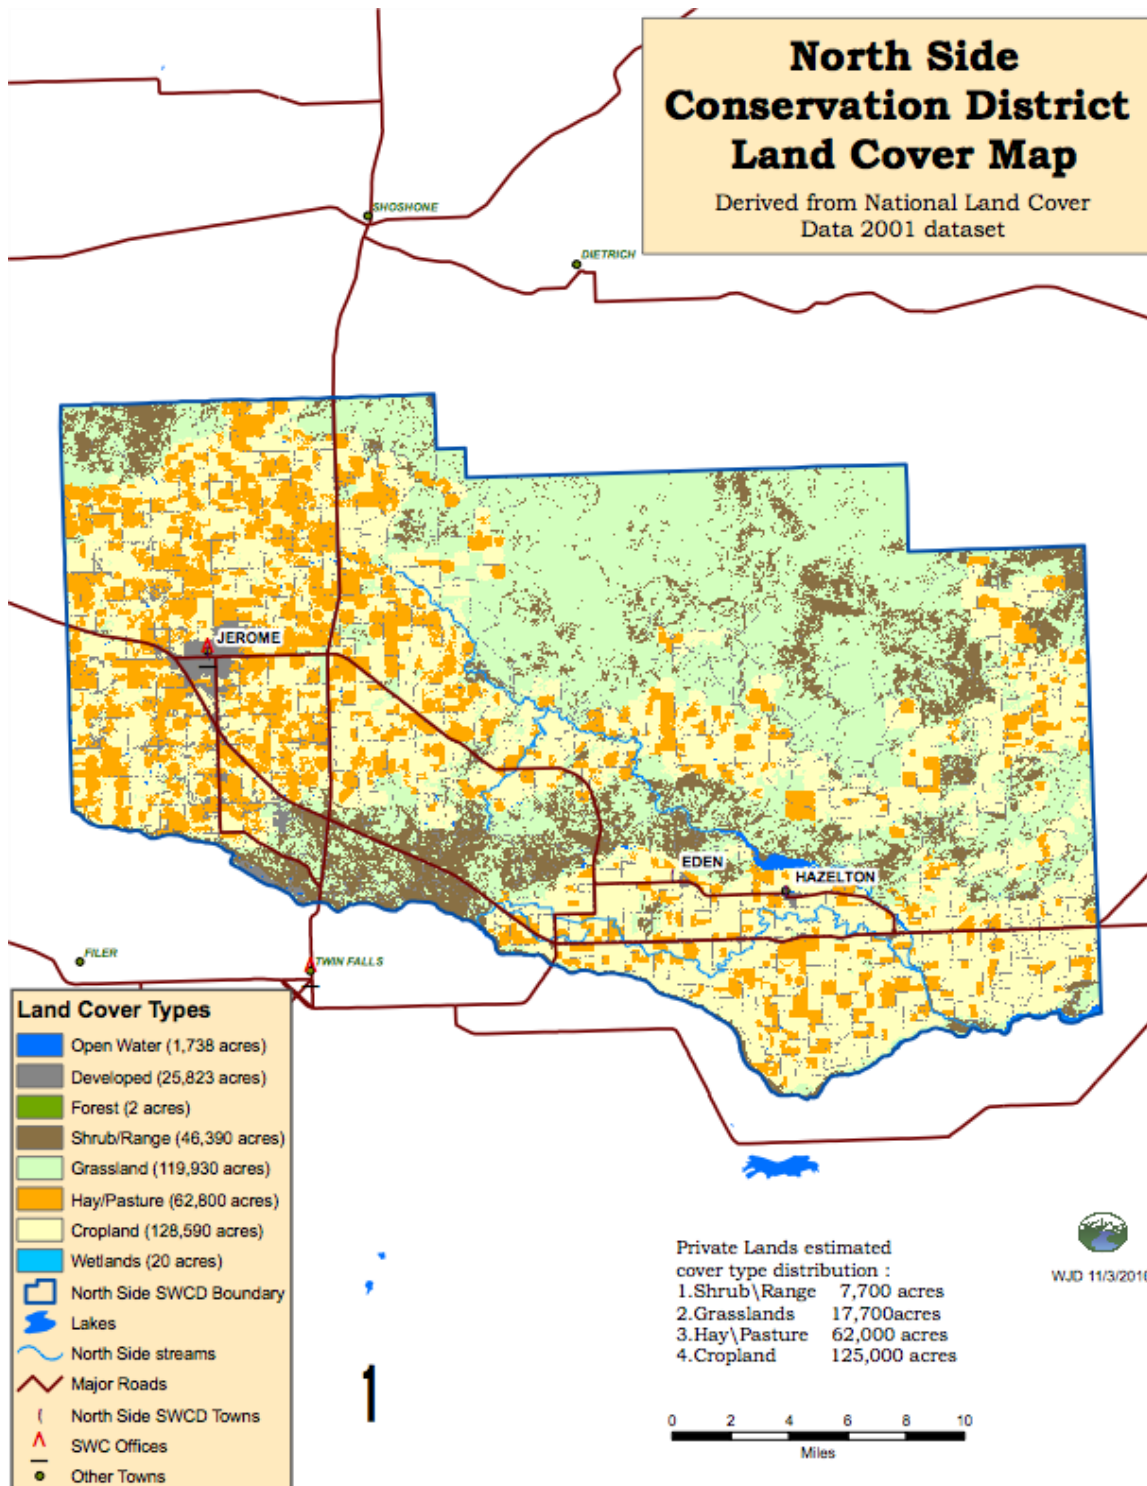 North Side
Conservation District
Land Cover Map
Derived from National Land Cover
Data 2001 dataset
SHOSHONE
DIETRICH
JEROME
EDEN
HAZELTON
FILER
TWIN FALLS
Land Cover Types
Open Water (1,738 acres)
Developed (25,823 acres)
Forest (2 acres)
Shrub/Range (46,390 acres)
Grassland (119,930 acres)
Hay/Pasture (62,800 acres)
Cropland (128,590 acres)
Wetlands (20 acres)
North Side SWCD Boundary
Lakes
North Side streams
Major Roads
North Side SWCD Towns
SWC Offices
Other Towns
1
Private Lands estimated
cover type distribution :
1.Shrub\Range 7,700 acres
2.Grasslands 17,700acres
3.Hay\Pasture 62,000 acres
4.Cropland 125,000 acres
WJD 11/3/2010
0 2 4 6 8 10
Miles